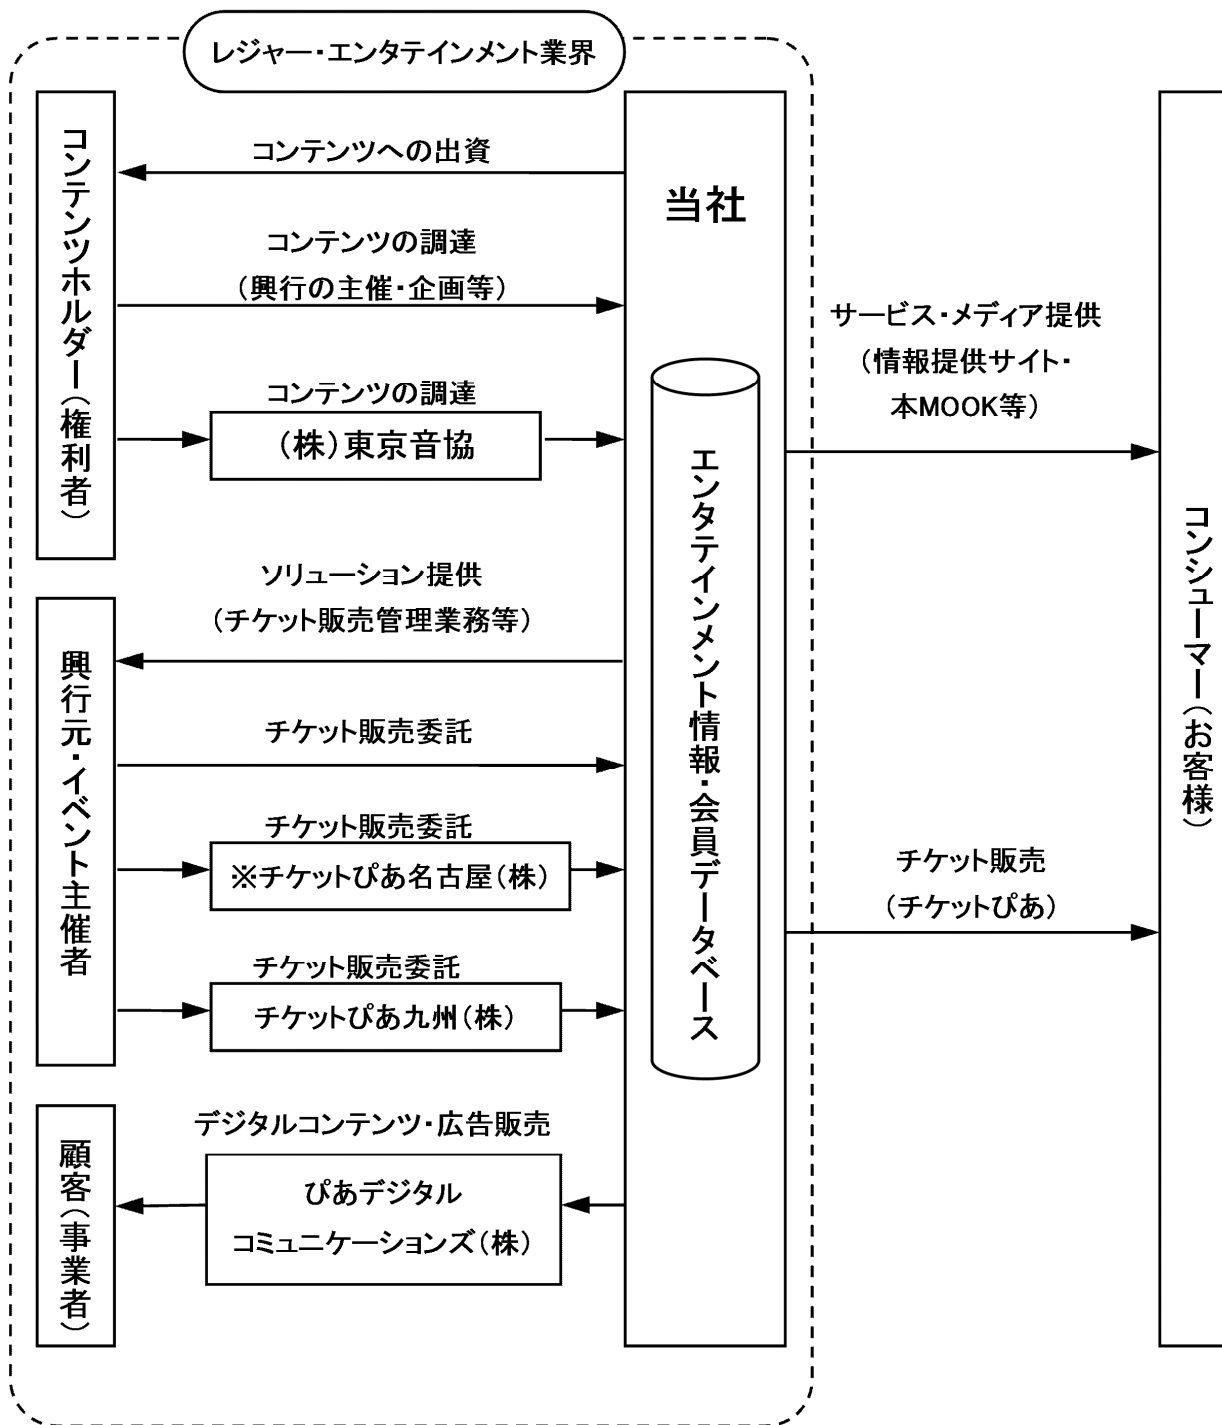 レジャー・エンタテインメント業界
コンテンツホルダー（権利者）
コンテンツへの出資
コンテンツの調達
（興行の主催・企画等）
コンテンツの調達
（株）東京音協
興行元・イベント主催者
ソリューション提供
（チケット販売管理業務等）
チケット販売委託
チケット販売委託
※チケットぴあ名古屋（株）
チケット販売委託
チケットぴあ九州（株）
顧客（事業者）
デジタルコンテンツ・広告販売
ぴあデジタル
コミュニケーションズ（株）
当社
エンタテインメント情報・会員データベース
サービス・メディア提供
（情報提供サイト・
本MOOK等）
チケット販売
（チケットぴあ）
コンシューマー（お客様）